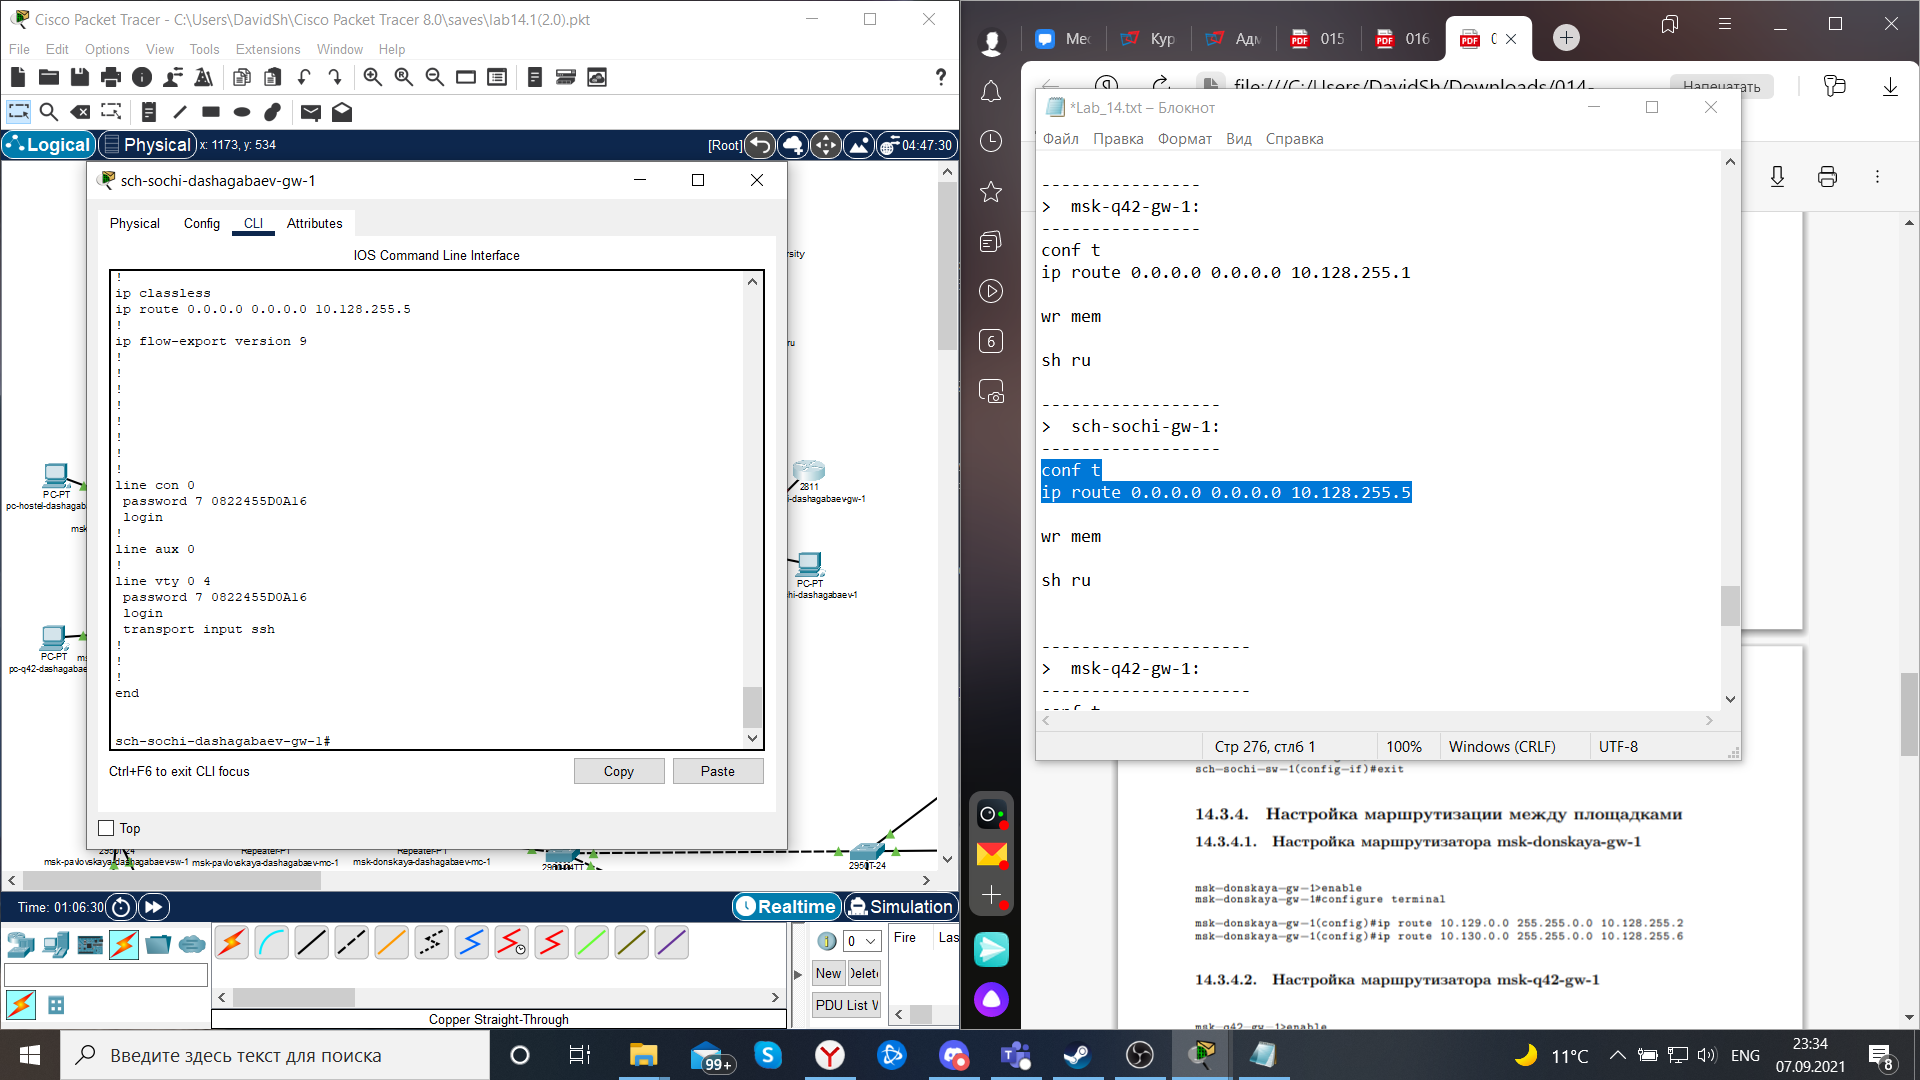 Cisco Packet Tracer - C:\Users\DavidSh\Cisco Packet Tracer 8.0\saves\lab14.1(2.0).pkt
File Edit Options View Tools Extensions Window Help
Logical Physical x: 1173, y: 534 [Root] 04:47:30
sch-sochi-dashagabaev-gw-1
Physical Config CLI Attributes
IOS Command Line Interface
!
ip classless
ip route 0.0.0.0 0.0.0.0 10.128.255.5
!
ip flow-export version 9
!
!
!
!
!
!
!
!
line con 0
password 7 0822455D0A16
login
!
line aux 0
!
line vty 0 4
password 7 0822455D0A16
login
transport input ssh
!
!
!
end
sch-sochi-dashagabaev-gw-1#
Ctrl+F6 to exit CLI focus
Copy Paste
Top
PC-PT
pc-hostel-dashagab
PC-PT
pc-q42-dashagabae
2811
i-dashagabaev-gw-1
PC-PT
hi-dashagabaev-1
2950T-24
msk-pavlovskaya-dashagabaev-sw-1
Repeater-PT
msk-pavlovskaya-dashagabaev-mc-1
Repeater-PT
msk-donskaya-dashagabaev-mc-1
2950T-24
Time: 01:06:30
Realtime Simulation
0
New
PDU List
Fire Las
Copper Straight-Through
Мес
Кур
Адм
015
016
file:///C:/Users/DavidSh/Downloads/014-
Напечатать
6
*Lab_14.txt – Блокнот
Файл Правка Формат Вид Справка
----------------
> msk-q42-gw-1:
----------------
conf t
ip route 0.0.0.0 0.0.0.0 10.128.255.1
wr mem
sh ru
------------------
> sch-sochi-gw-1:
------------------
conf t
ip route 0.0.0.0 0.0.0.0 10.128.255.5
wr mem
sh ru
---------------------
> msk-q42-gw-1:
---------------------
conf t
Стр 276, стлб 1 100% Windows (CRLF) UTF-8
sch-sochi-sw-1(config-if)#exit
14.3.4. Настройка маршрутизации между площадками
14.3.4.1. Настройка маршрутизатора msk-donskaya-gw-1
msk-donskaya-gw-1>enable
msk-donskaya-gw-1#configure terminal
msk-donskaya-gw-1(config)#ip route 10.129.0.0 255.255.0.0 10.128.255.2
msk-donskaya-gw-1(config)#ip route 10.130.0.0 255.255.0.0 10.128.255.6
14.3.4.2. Настройка маршрутизатора msk-q42-gw-1
msk-q42-gw-1>enable
Введите здесь текст для поиска
99+
11°C
ENG
23:34
07.09.2021
8